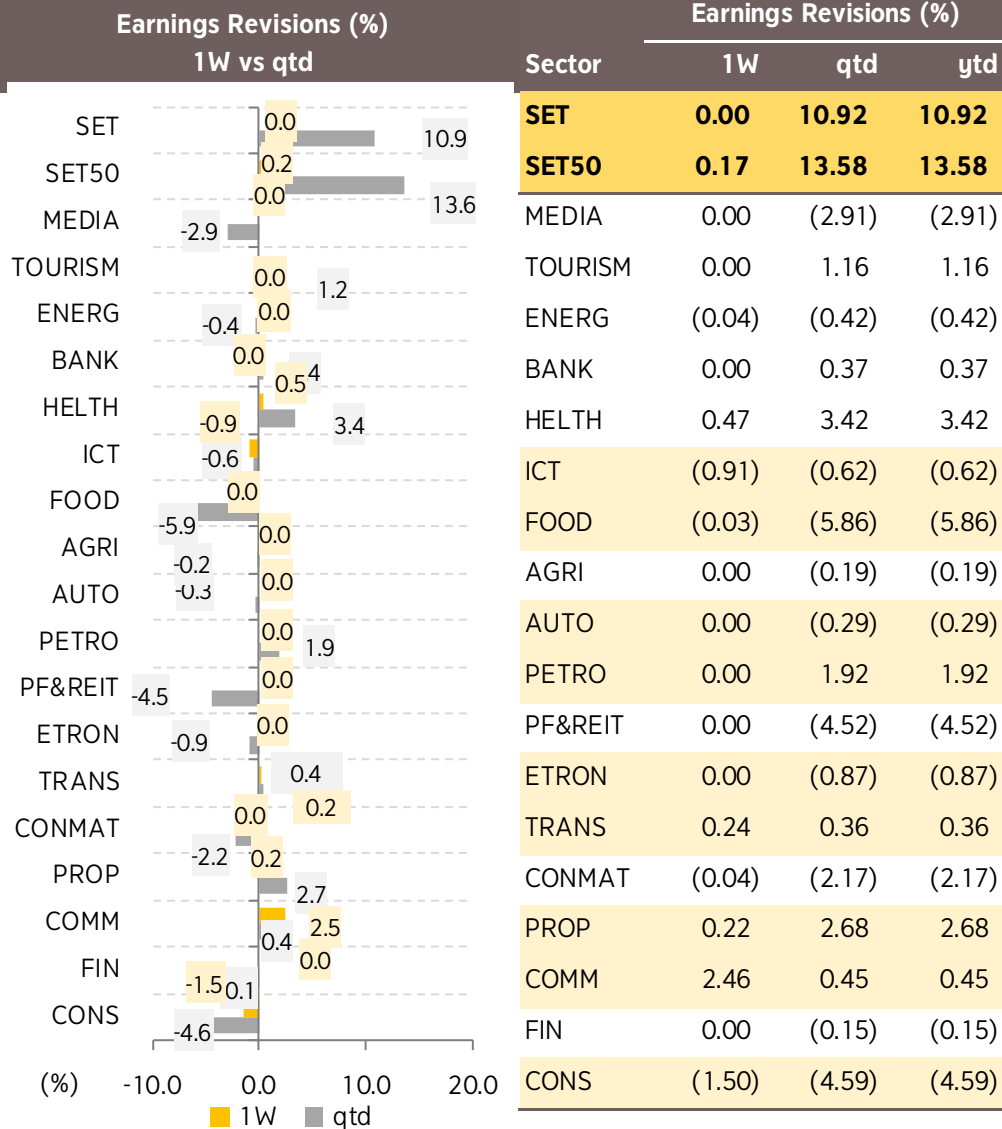 Earnings Revisions (%)
1W vs qtd
SET
0.0
10.9
SET50
0.2
13.6
MEDIA
0.0
-2.9
TOURISM
0.0
1.2
ENERG
0.0
-0.4
BANK
0.0
4
HELTH
0.5
3.4
ICT
-0.9
-0.6
FOOD
0.0
-5.9
AGRI
0.0
-0.2
AUTO
0.0
-0.3
PETRO
0.0
1.9
PF&REIT
0.0
-4.5
ETRON
0.0
-0.9
TRANS
0.4
0.2
CONMAT
0.0
-2.2
PROP
0.2
2.7
COMM
2.5
0.4
FIN
0.0
0.1
CONS
-1.5
-4.6
(%) -10.0 0.0 10.0 20.0
1W qtd
Earnings Revisions (%)
Sector 1W qtd ytd
SET 0.00 10.92 10.92
SET50 0.17 13.58 13.58
MEDIA 0.00 (2.91) (2.91)
TOURISM 0.00 1.16 1.16
ENERG (0.04) (0.42) (0.42)
BANK 0.00 0.37 0.37
HELTH 0.47 3.42 3.42
ICT (0.91) (0.62) (0.62)
FOOD (0.03) (5.86) (5.86)
AGRI 0.00 (0.19) (0.19)
AUTO 0.00 (0.29) (0.29)
PETRO 0.00 1.92 1.92
PF&REIT 0.00 (4.52) (4.52)
ETRON 0.00 (0.87) (0.87)
TRANS 0.24 0.36 0.36
CONMAT (0.04) (2.17) (2.17)
PROP 0.22 2.68 2.68
COMM 2.46 0.45 0.45
FIN 0.00 (0.15) (0.15)
CONS (1.50) (4.59) (4.59)